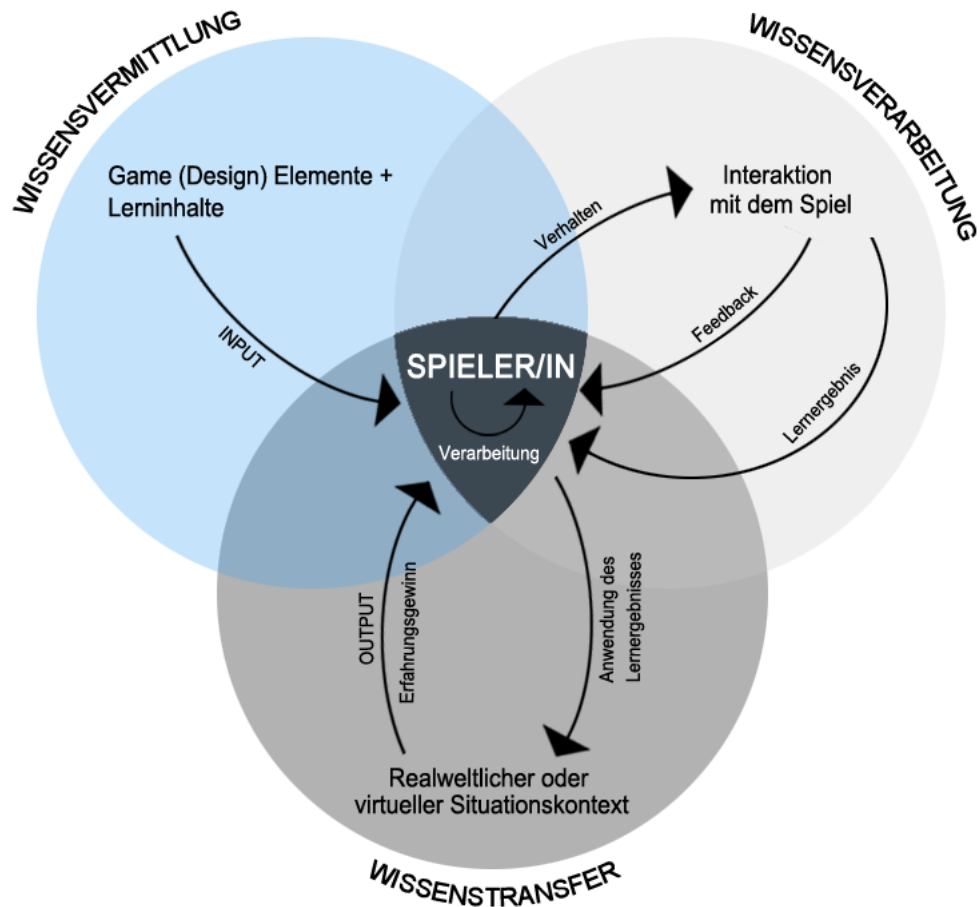 WISSENSVERMITTLUNG
WISSENSVERARBEITUNG
Game (Design) Elemente +
Lerninhalte
Interaktion
mit dem Spiel
Verhalten
INPUT
Feedback
Lernergebnis
SPIELER/IN
Verarbeitung
OUTPUT
Erfahrungsgewinn
Anwendung des
Lernergebnisses
Realweltlicher oder
virtueller Situationskontext
WISSENSTRANSFER